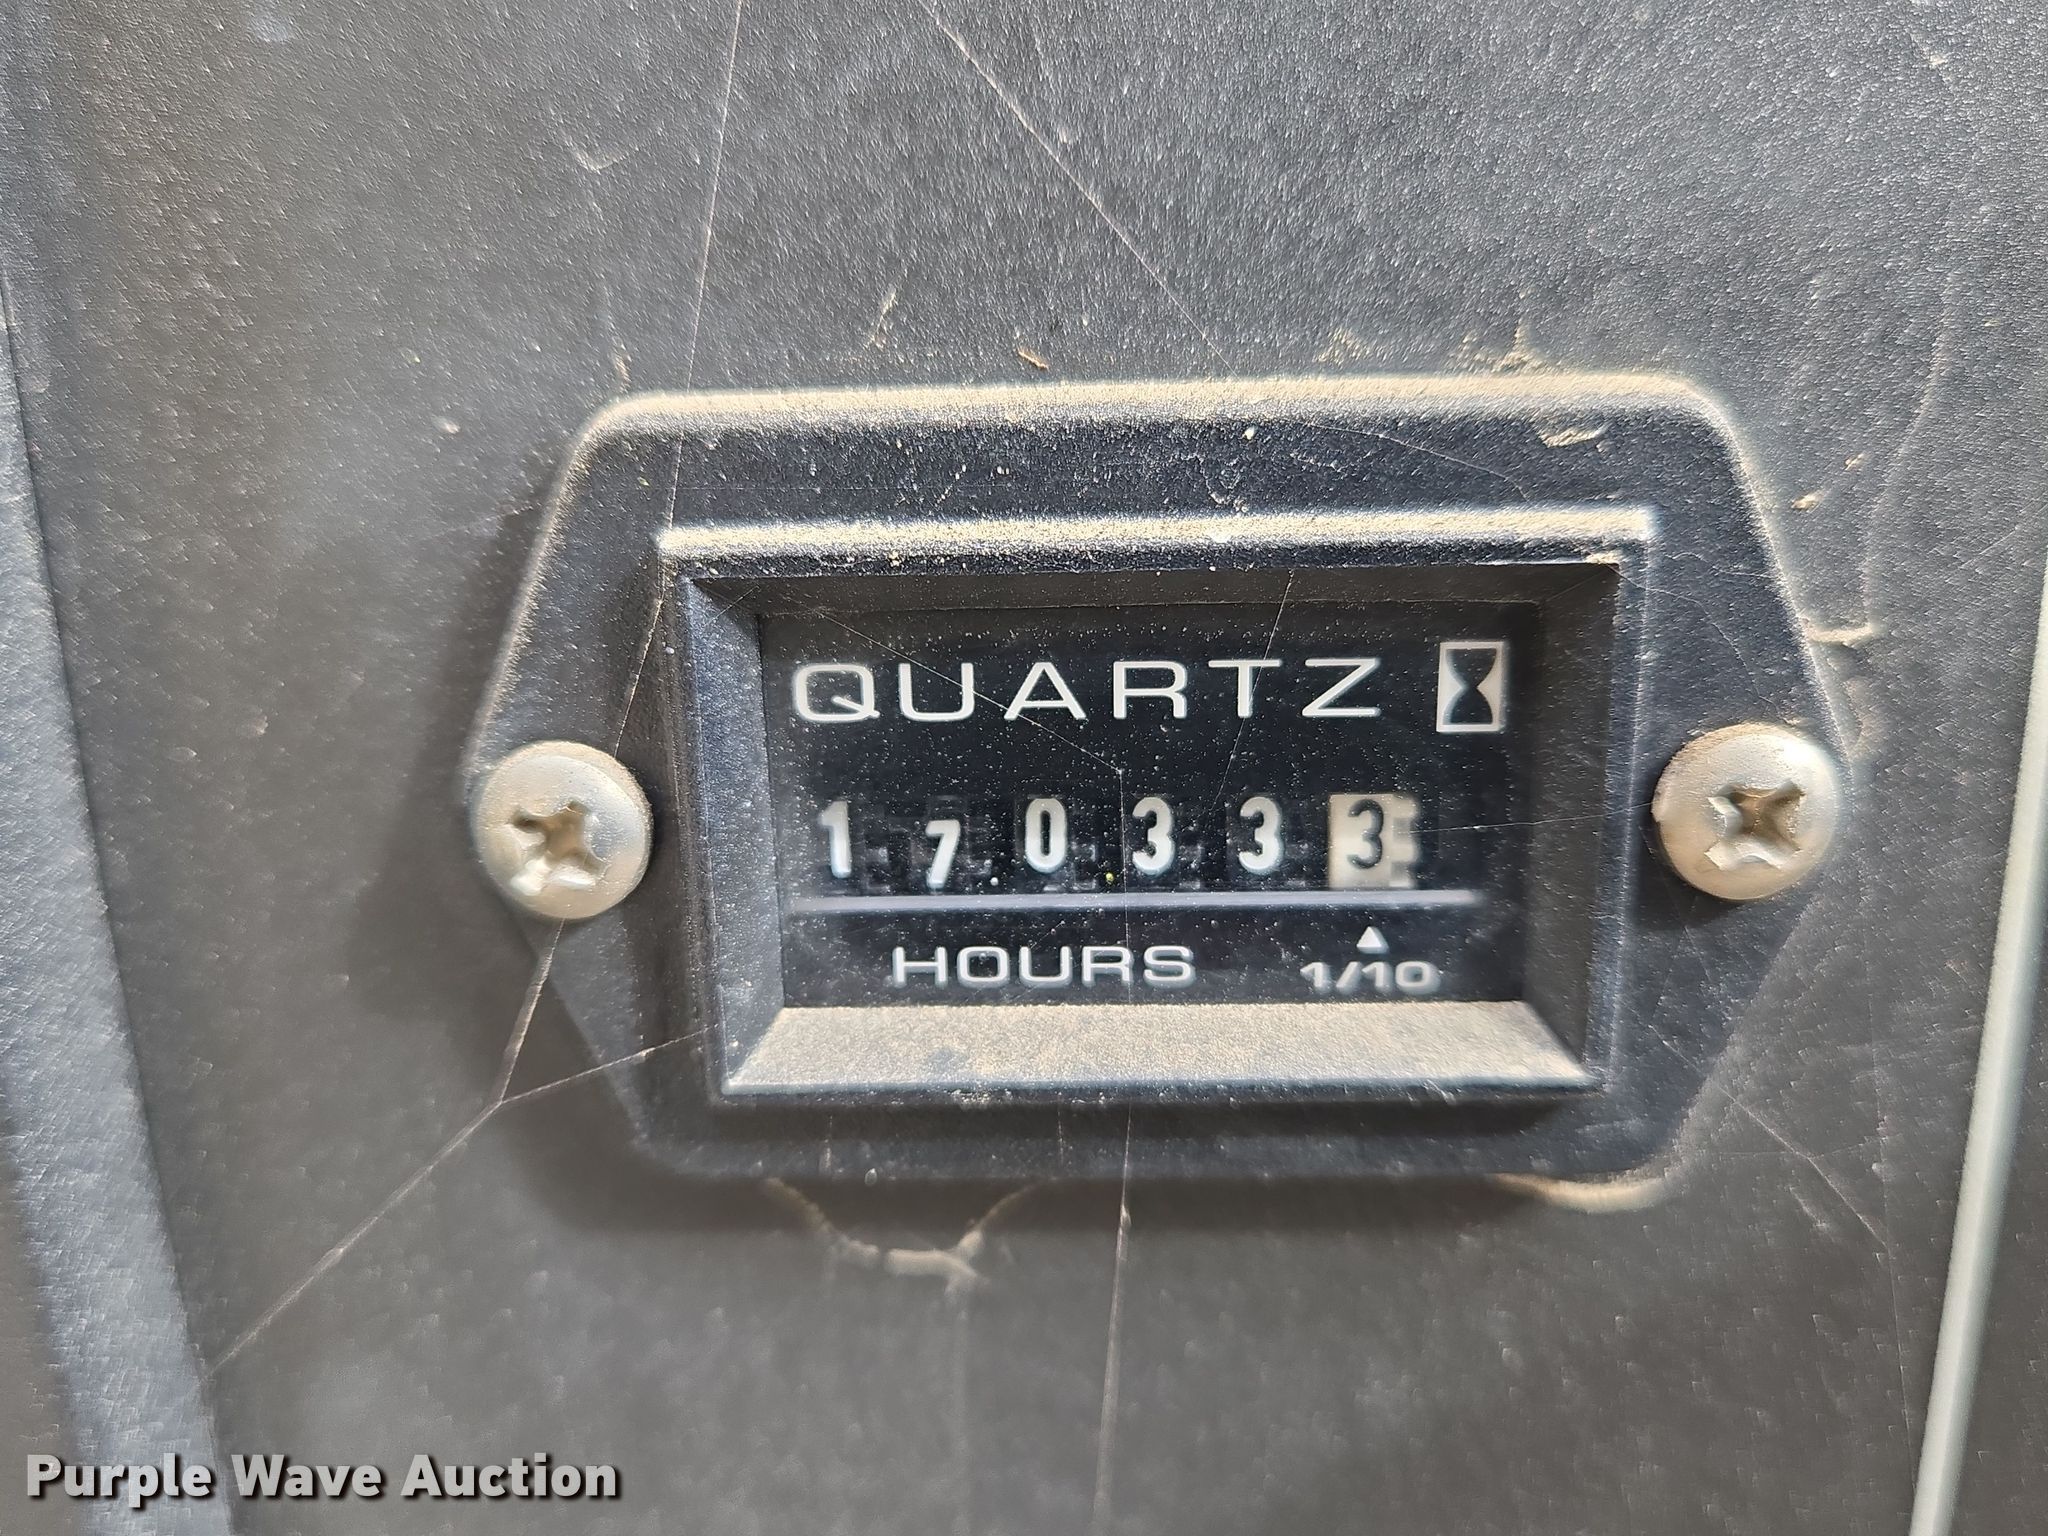 QUARTZ
170333
HOURS 1/10
Purple Wave Auction